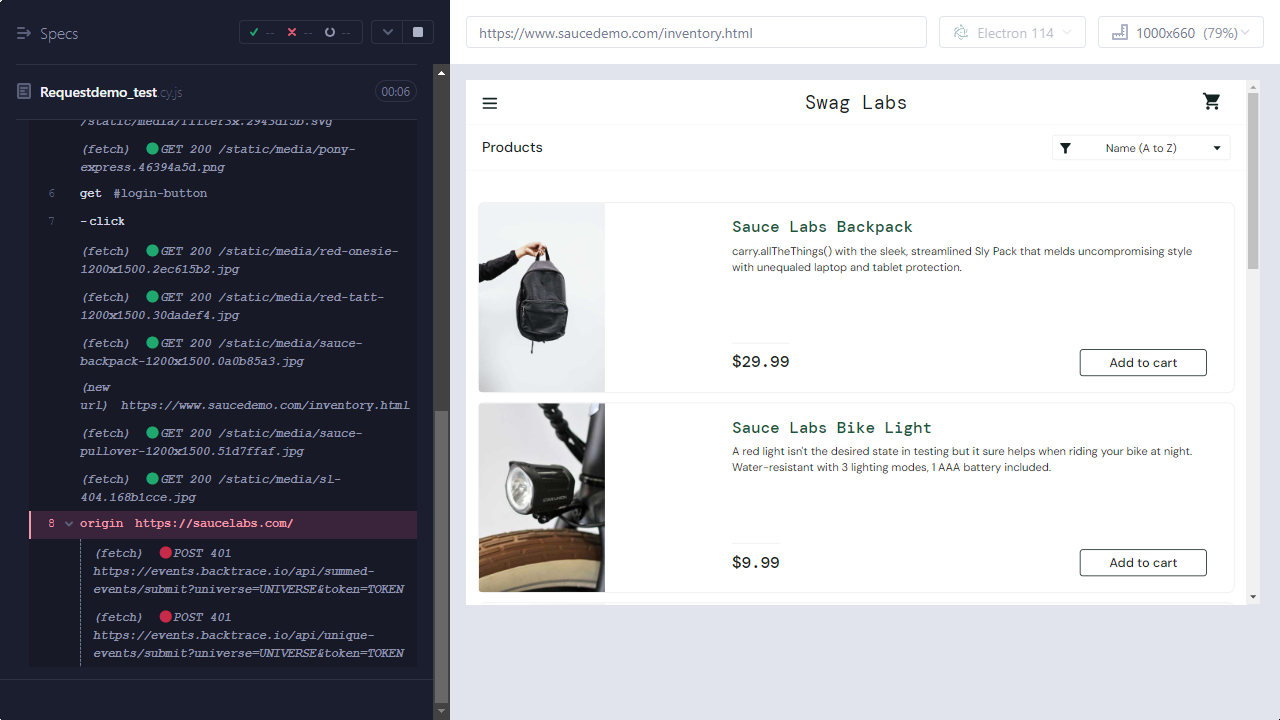 Specs
-- -- --
https://www.saucedemo.com/inventory.html
Electron 114
1000x660 (79%)
Requestdemo_test cy.js
00:06
/static/media/filter3x.2945df5b.svg
(fetch) GET 200 /static/media/pony-
express.46394a5d.png
6 get #login-button
7 -click
(fetch) GET 200 /static/media/red-onesie-
1200x1500.2ec615b2.jpg
(fetch) GET 200 /static/media/red-tatt-
1200x1500.30dadef4.jpg
(fetch) GET 200 /static/media/sauce-
backpack-1200x1500.0a0b85a3.jpg
(new
url) https://www.saucedemo.com/inventory.html
(fetch) GET 200 /static/media/sauce-
pullover-1200x1500.51d7ffaf.jpg
(fetch) GET 200 /static/media/sl-
404.168b1cce.jpg
8 origin https://saucelabs.com/
(fetch) POST 401
https://events.backtrace.io/api/summed-
events/submit?universe=UNIVERSE&token=TOKEN
(fetch) POST 401
https://events.backtrace.io/api/unique-
events/submit?universe=UNIVERSE&token=TOKEN
Swag Labs
Products
Name (A to Z)
Sauce Labs Backpack
carry.allTheThings() with the sleek, streamlined Sly Pack that melds uncompromising style
with unequaled laptop and tablet protection.
$29.99
Add to cart
Sauce Labs Bike Light
A red light isn't the desired state in testing but it sure helps when riding your bike at night.
Water-resistant with 3 lighting modes, 1 AAA battery included.
$9.99
Add to cart